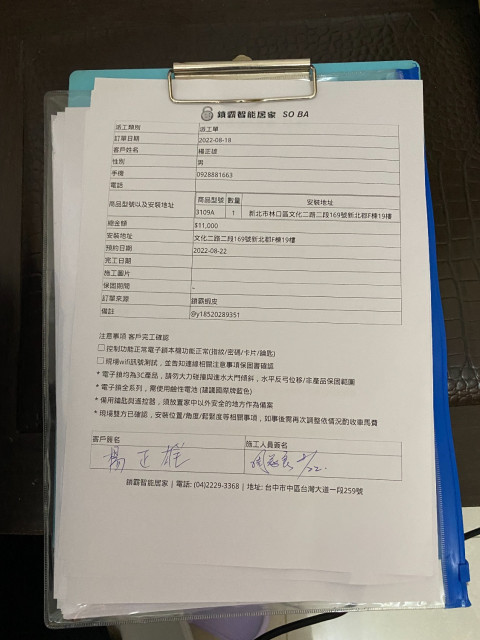 鎖霸智能居家 SO BA
派工類別 派工單
訂單日期 2022-08-18
客戶姓名 楊正雄
性別 男
手機 0928881663
電話
商品型號以及安裝地址 商品型號 數量 安裝地址
3109A 1 新北市林口區文化二路二段169號新北郡F棟19樓
總金額 $11,000
安裝地址 文化二路二段169號新北郡F棟19樓
預約日期 2022-08-22
完工日期
施工圖片
保固期間 ~
訂單來源 鎖霸蝦皮
備註 @y18520289351
注意事項 客戶完工確認
□控制功能正常電子鎖本機功能正常(指紋/密碼/卡片/鑰匙)
□現場wifi訊號測試，並告知連線相關注意事項保固書確認
* 電子鎖均為3C產品，請勿大力碰撞與進水大門傾斜，水平反弓位移/非產品保固範圍
* 電子鎖全系列，需使用鹼性電池 (建議國際牌藍色)
* 備用鑰匙與遙控器，須放置家中以外安全的地方作為備案
* 現場雙方已確認，安裝位置/角度/鬆緊度等相關事項，如事後需再次調整依情況酌收車馬費
客戶簽名 施工人員簽名
楊正雄
鎖霸智能居家 | 電話: (04)2229-3368 | 地址: 台中市中區台灣大道一段259號